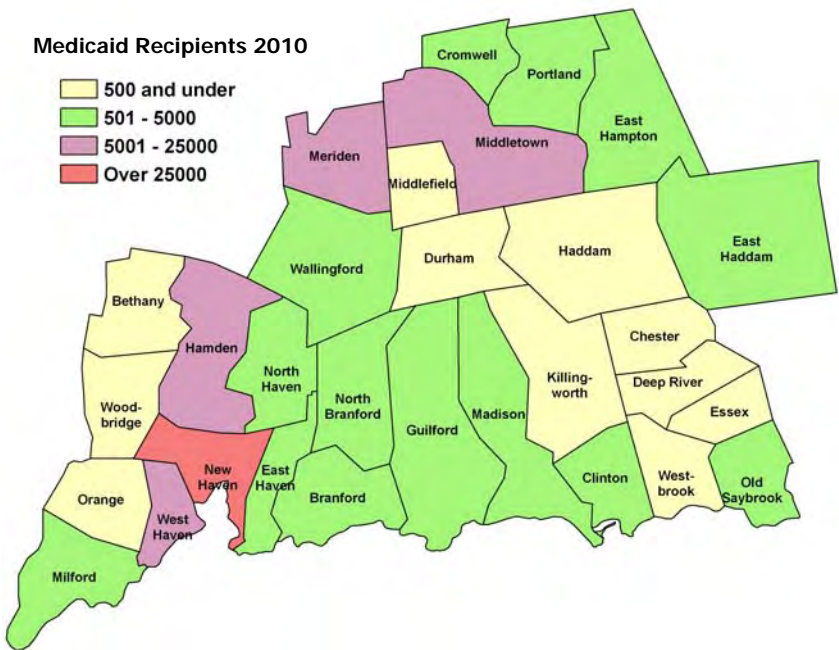 Medicaid Recipients 2010
500 and under
501 - 5000
5001 - 25000
Over 25000
Cromwell
Portland
East
Hampton
Meriden
Middletown
Middlefield
Wallingford
Durham
Haddam
East
Haddam
Bethany
Hamden
North
Haven
Chester
Killing-
worth
Deep River
Essex
Wood-
bridge
North
Branford
Guilford
Madison
New
Haven
East
Haven
Branford
Clinton
West-
brook
Old
Saybrook
Orange
West
Haven
Milford